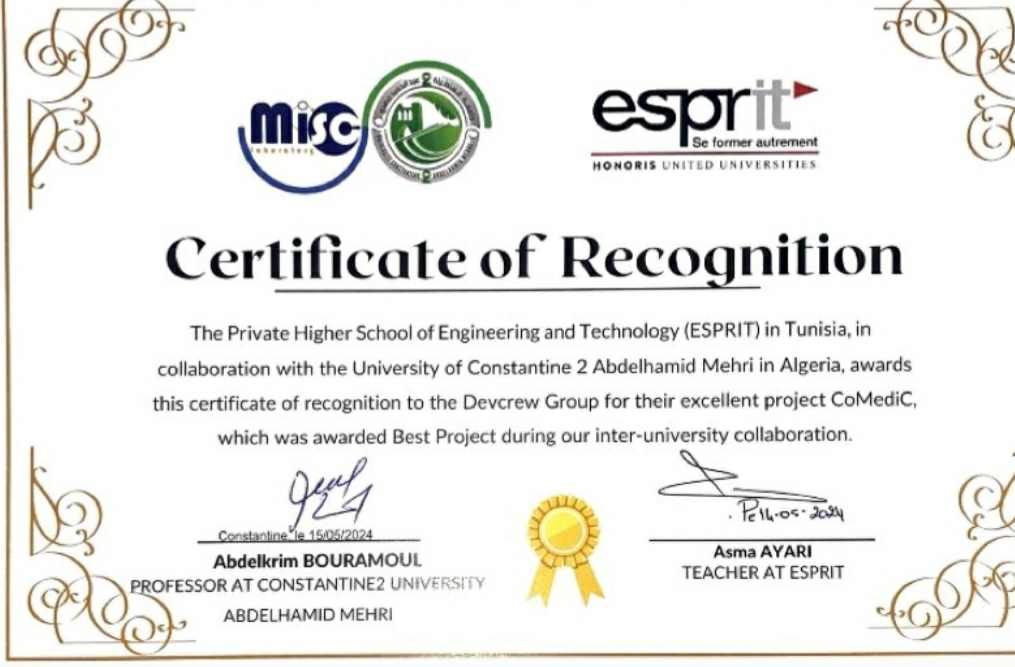 misc
laboratory
esprit
Se former autrement
HONORIS UNITED UNIVERSITIES
Certificate of Recognition
The Private Higher School of Engineering and Technology (ESPRIT) in Tunisia, in
collaboration with the University of Constantine 2 Abdelhamid Mehri in Algeria, awards
this certificate of recognition to the Devcrew Group for their excellent project CoMediC,
which was awarded Best Project during our inter-university collaboration.
Constantine, le 15/05/2024
Abdelkrim BOURAMOUL
PROFESSOR AT CONSTANTINE2 UNIVERSITY
ABDELHAMID MEHRI
14-05-2024
Asma AYARI
TEACHER AT ESPRIT